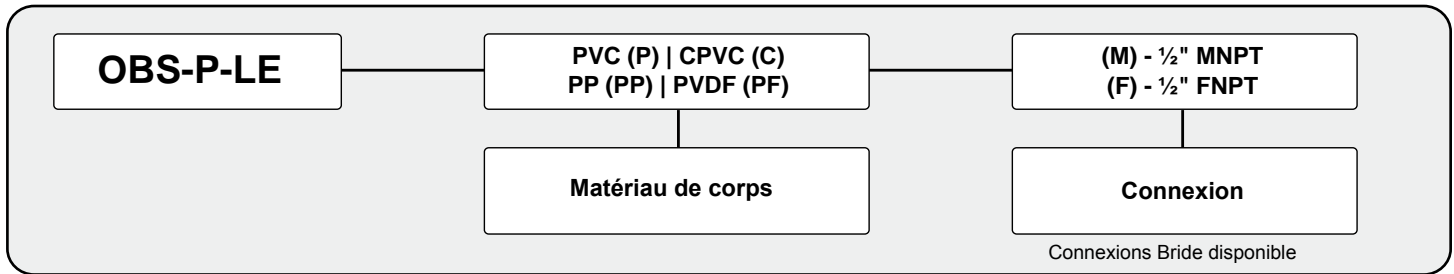 OBS-P-LE
PVC (P) | CPVC (C)
PP (PP) | PVDF (PF)
(M) - ½" MNPT
(F) - ½" FNPT
Matériau de corps
Connexion
Connexions Bride disponible